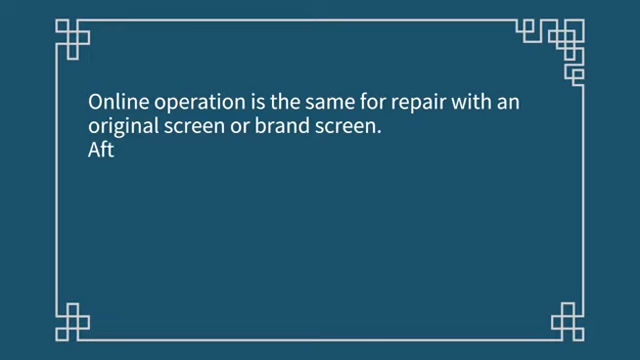 Online operation is the same for repair with an
original screen or brand screen.
Aft